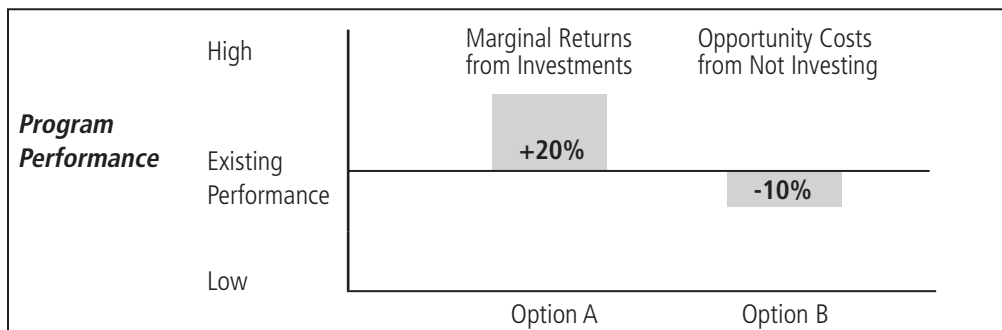 High
Marginal Returns
from Investments
Opportunity Costs
from Not Investing
Program
Performance
Existing
Performance
+20%
-10%
Low
Option A
Option B